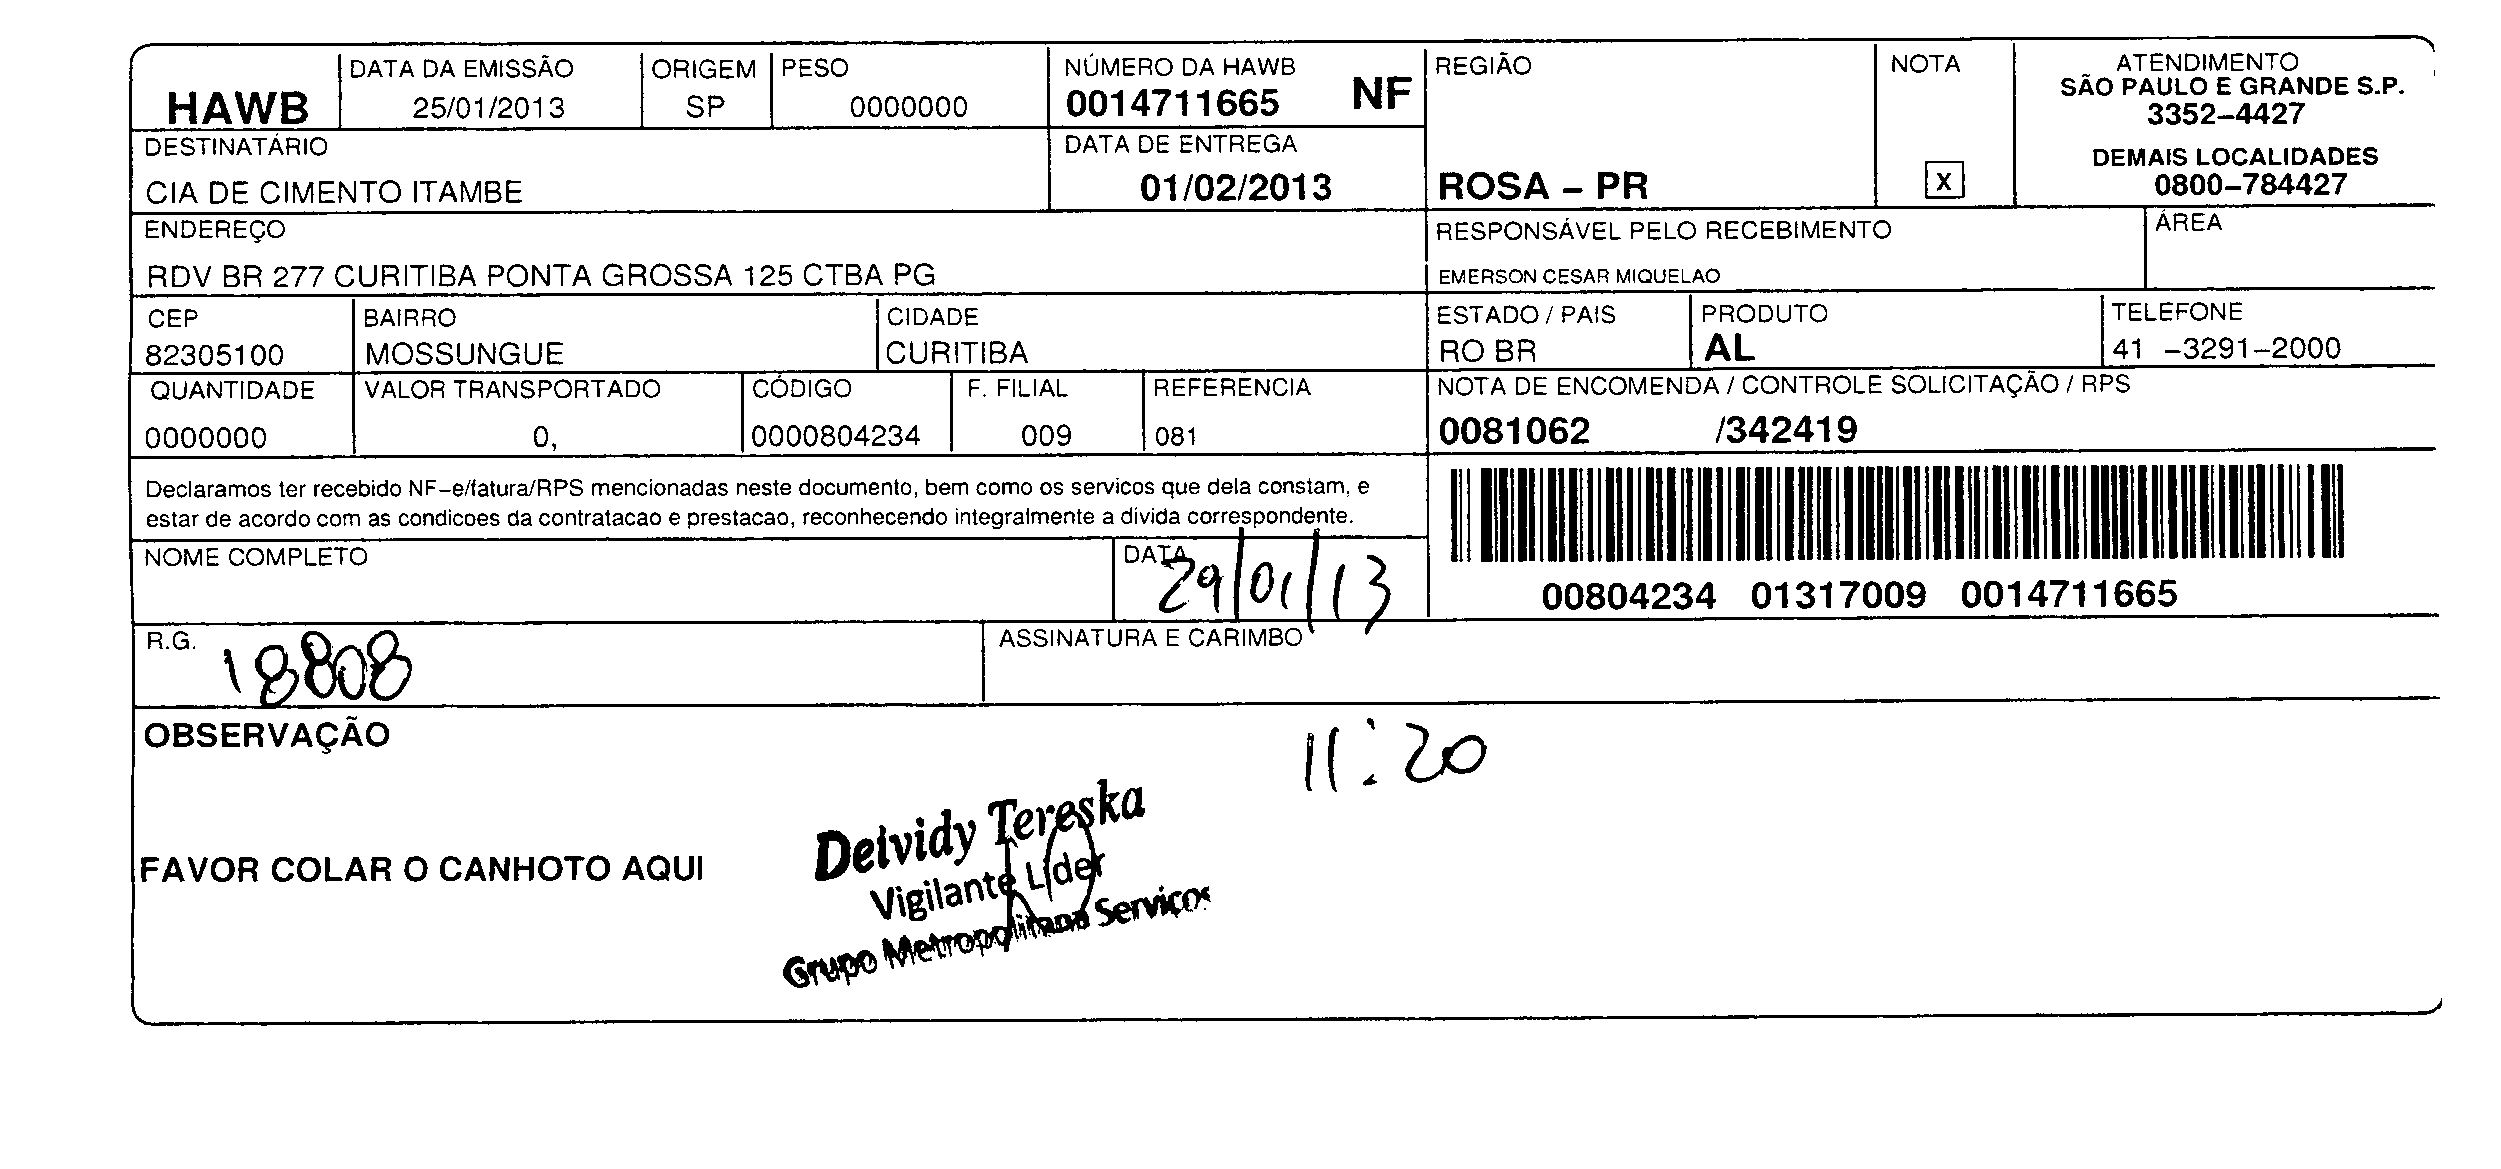 HAWB
DATA DA EMISSÃO
25/01/2013
ORIGEM
SP
PESO
0000000
NÚMERO DA HAWB
0014711665 NF
REGIÃO
ROSA – PR
NOTA
X
ATENDIMENTO
SÃO PAULO E GRANDE S.P.
3352–4427
DEMAIS LOCALIDADES
0800–784427
DESTINATÁRIO
CIA DE CIMENTO ITAMBE
DATA DE ENTREGA
01/02/2013
ENDEREÇO
RDV BR 277 CURITIBA PONTA GROSSA 125 CTBA PG
RESPONSÁVEL PELO RECEBIMENTO
EMERSON CESAR MIQUELAO
ÁREA
CEP
82305100
BAIRRO
MOSSUNGUE
CIDADE
CURITIBA
ESTADO / PAIS
RO BR
PRODUTO
AL
TELEFONE
41 –3291–2000
QUANTIDADE
0000000
VALOR TRANSPORTADO
0,
CÓDIGO
0000804234
F. FILIAL
009
REFERÊNCIA
081
NOTA DE ENCOMENDA / CONTROLE SOLICITAÇÃO / RPS
0081062 /342419
Declaramos ter recebido NF–e/fatura/RPS mencionadas neste documento, bem como os servicos que dela constam, e
estar de acordo com as condicoes da contratacao e prestacao, reconhecendo integralmente a divida correspondente.
00804234 01317009 0014711665
NOME COMPLETO
DATA
29/01/13
R.G.
18808
ASSINATURA E CARIMBO
OBSERVAÇÃO
11:20
FAVOR COLAR O CANHOTO AQUI
Delvidy Tereska
Vigilante Líder
Grupo Metropolitana Serviços